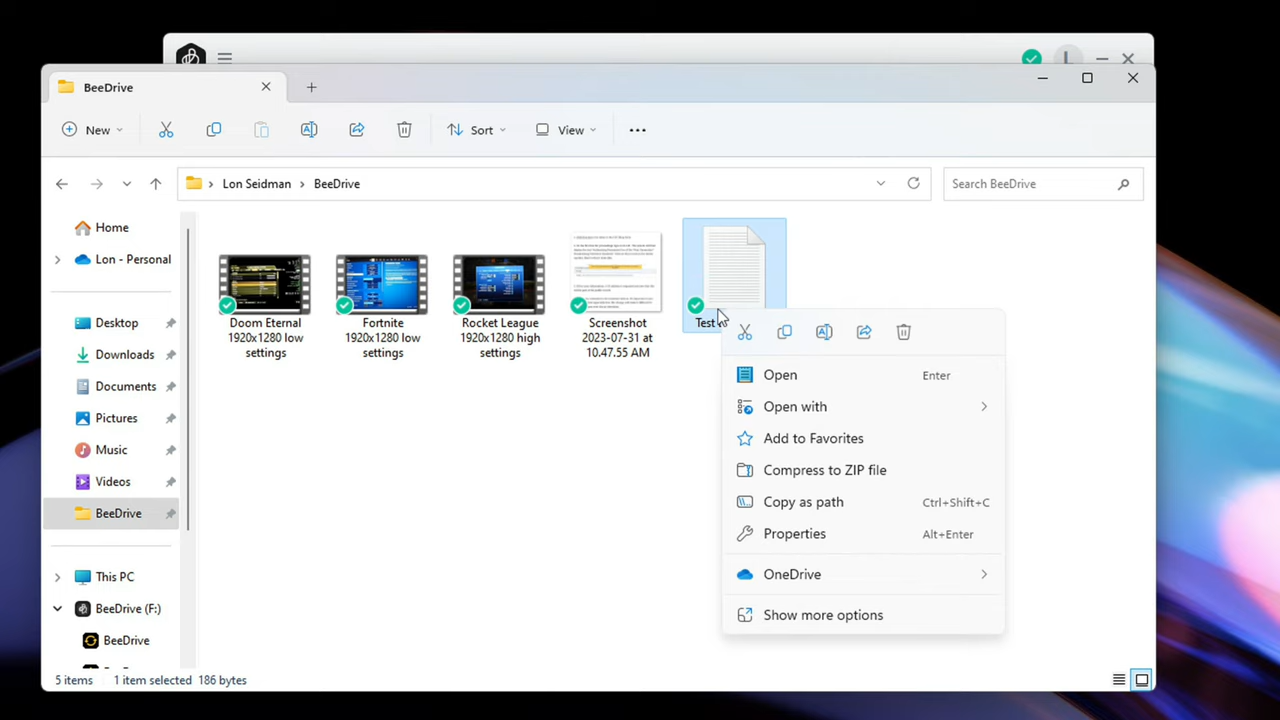 BeeDrive
New
Sort
View
Lon Seidman
BeeDrive
Search BeeDrive
Home
Lon - Personal
Desktop
Downloads
Documents
Pictures
Music
Videos
BeeDrive
This PC
BeeDrive (F:)
BeeDrive
Doom Eternal
1920x1280 low
settings
Fortnite
1920x1280 low
settings
Rocket League
1920x1280 high
settings
Screenshot
2023-07-31 at
10.47.55 AM
Test
Open Enter
Open with
Add to Favorites
Compress to ZIP file
Copy as path Ctrl+Shift+C
Properties Alt+Enter
OneDrive
Show more options
5 items 1 item selected 186 bytes